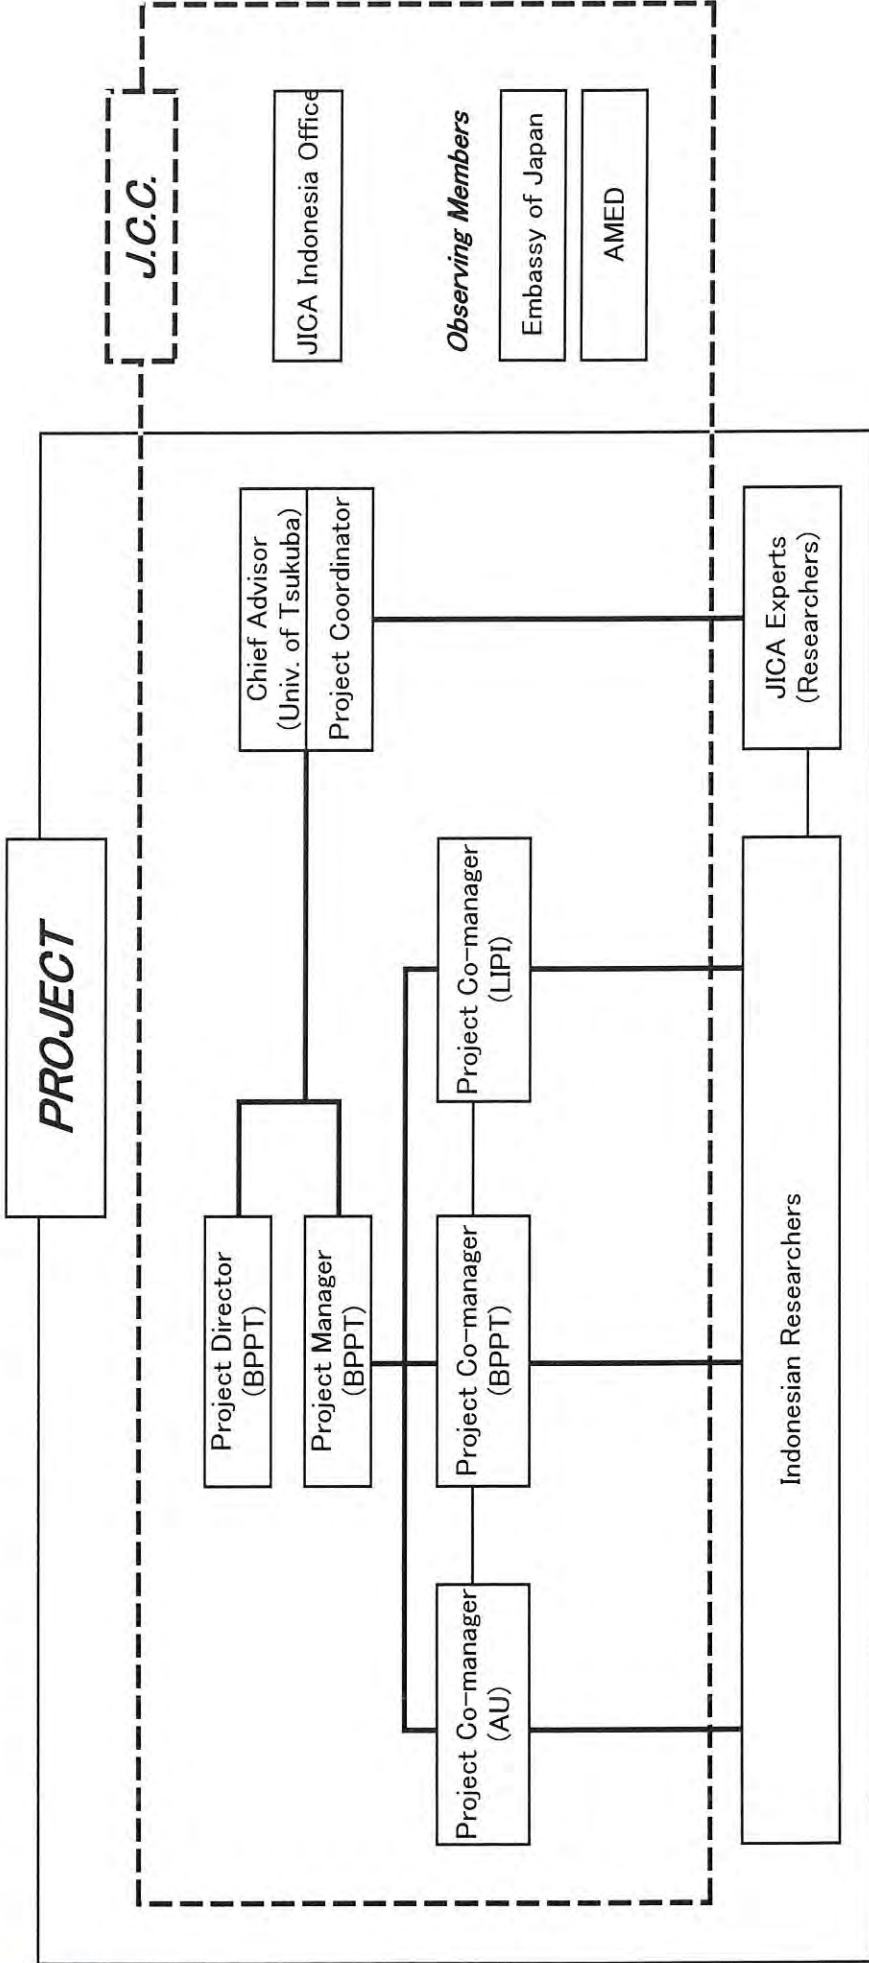 PROJECT
J.C.C.
Project Director
(BPPT)
Project Manager
(BPPT)
Chief Advisor
(Univ. of Tsukuba)
Project Coordinator
JICA Indonesia Office
Project Co-manager
(AU)
Project Co-manager
(BPPT)
Project Co-manager
(LIPI)
Observing Members
Embassy of Japan
AMED
Indonesian Researchers
JICA Experts
(Researchers)